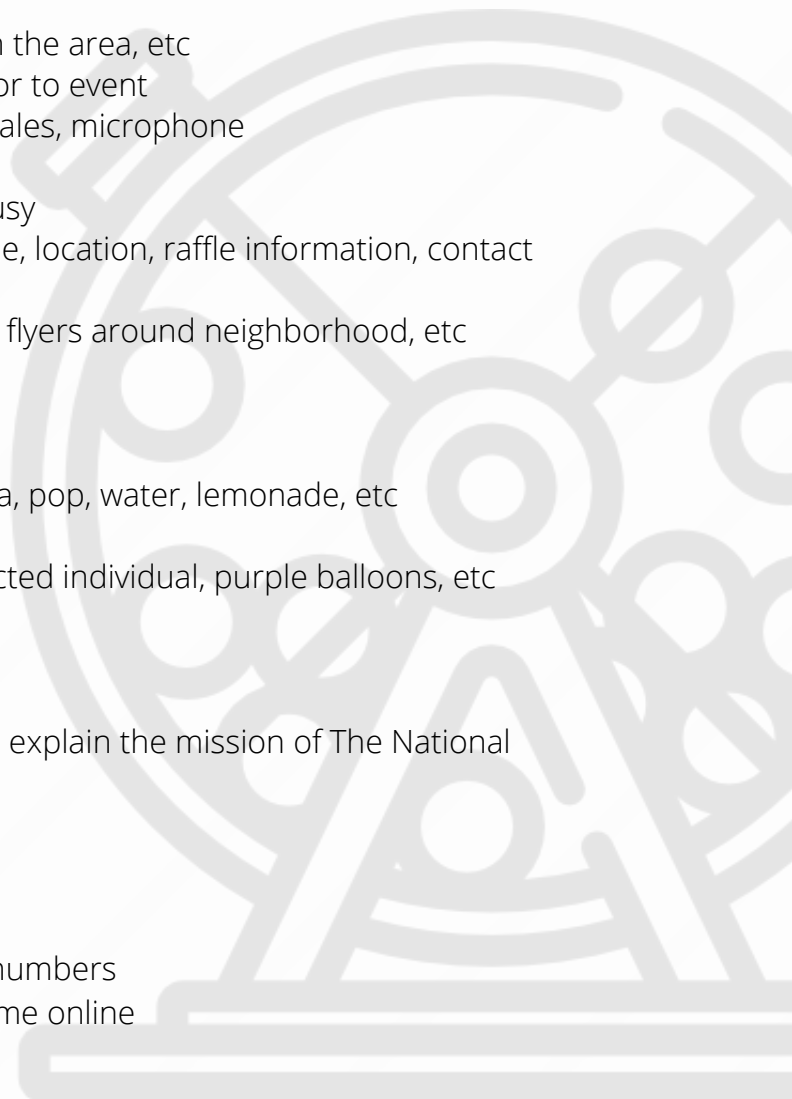 the area, etc
or to event
ales, microphone
usy
e, location, raffle information, contact
flyers around neighborhood, etc
a, pop, water, lemonade, etc
cted individual, purple balloons, etc
explain the mission of The National
numbers
me online